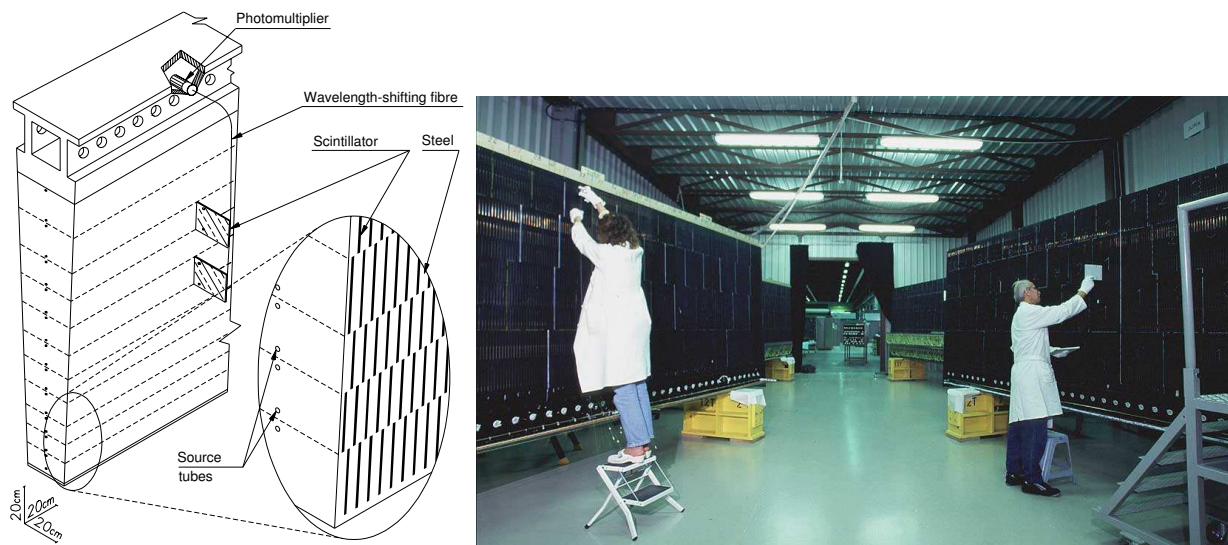 Photomultiplier
Wavelength-shifting fibre
Scintillator
Steel
Source
tubes
20cm
20cm
20cm